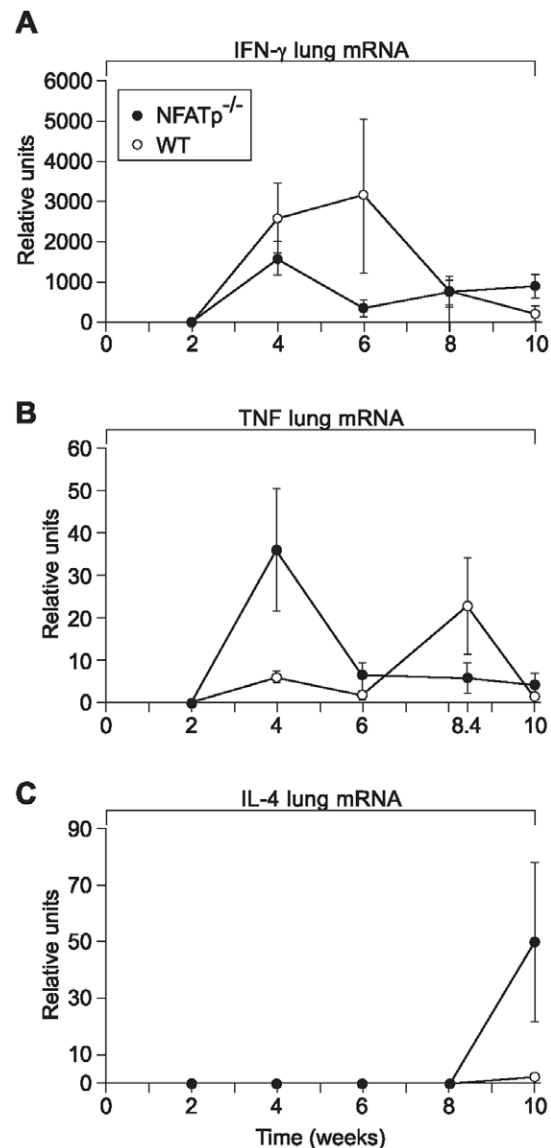 A
IFN-γ lung mRNA
6000
5000
4000
3000
2000
1000
0
Relative units
NFATp-/-
WT
0 2 4 6 8 10
B
TNF lung mRNA
60
50
40
30
20
10
0
Relative units
0 2 4 6 8.4 10
C
IL-4 lung mRNA
90
70
50
30
10
0
Relative units
0 2 4 6 8 10
Time (weeks)